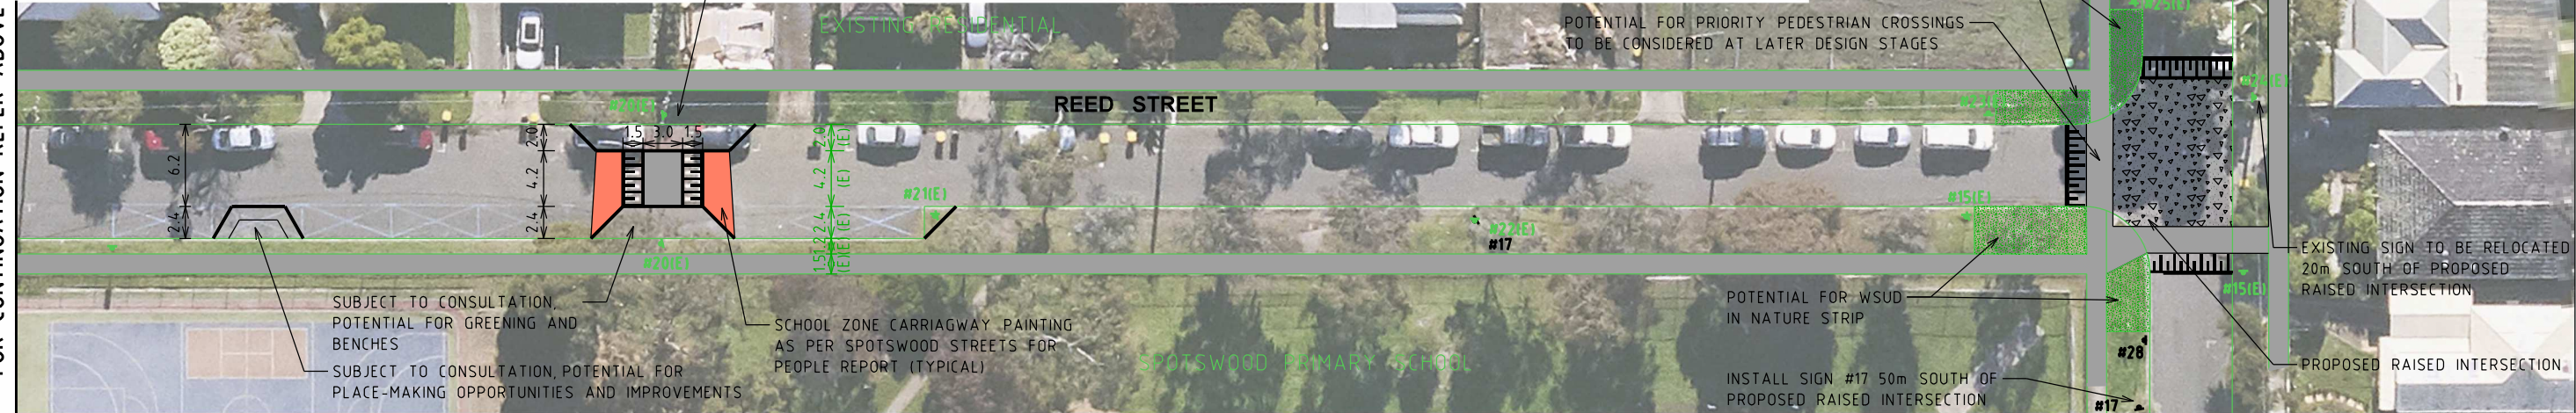 EXISTING RESIDENTIAL
POTENTIAL FOR PRIORITY PEDESTRIAN CROSSINGS
TO BE CONSIDERED AT LATER DESIGN STAGES
#25(E)
#20(E)
REED STREET
#24(E)
6.2
2.4
2.0
4.2
2.4
1.5 3.0 1.5
2.0
(E)
4.2
(E)
2.4
(E)
#21(E)
#15(E)
#22(E)
#17
#20(E)
SUBJECT TO CONSULTATION,
POTENTIAL FOR GREENING AND
BENCHES
SUBJECT TO CONSULTATION, POTENTIAL FOR
PLACE-MAKING OPPORTUNITIES AND IMPROVEMENTS
SCHOOL ZONE CARRIAGWAY PAINTING
AS PER SPOTSWOOD STREETS FOR
PEOPLE REPORT (TYPICAL)
SPOTSWOOD PRIMARY SCHOOL
POTENTIAL FOR WSUD
IN NATURE STRIP
INSTALL SIGN #17 50m SOUTH OF
PROPOSED RAISED INTERSECTION
#28
#17
#15(E)
EXISTING SIGN TO BE RELOCATED
20m SOUTH OF PROPOSED
RAISED INTERSECTION
PROPOSED RAISED INTERSECTION